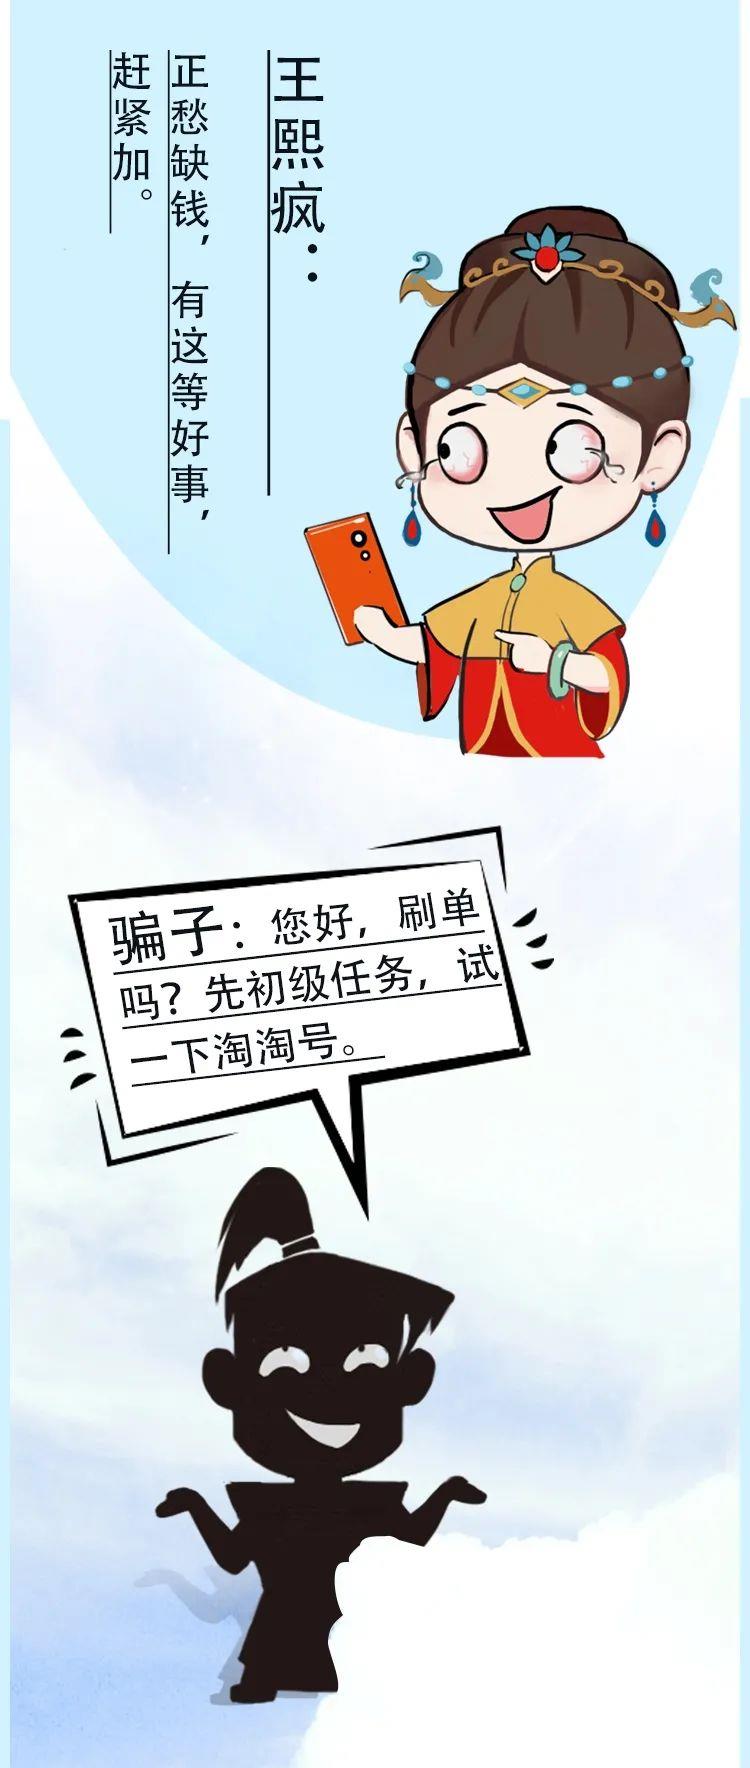 王熙疯：
正愁缺钱，有这等好事，
赶紧加。
骗子：您好，刷单
吗？先初级任务，试
一下淘淘号。